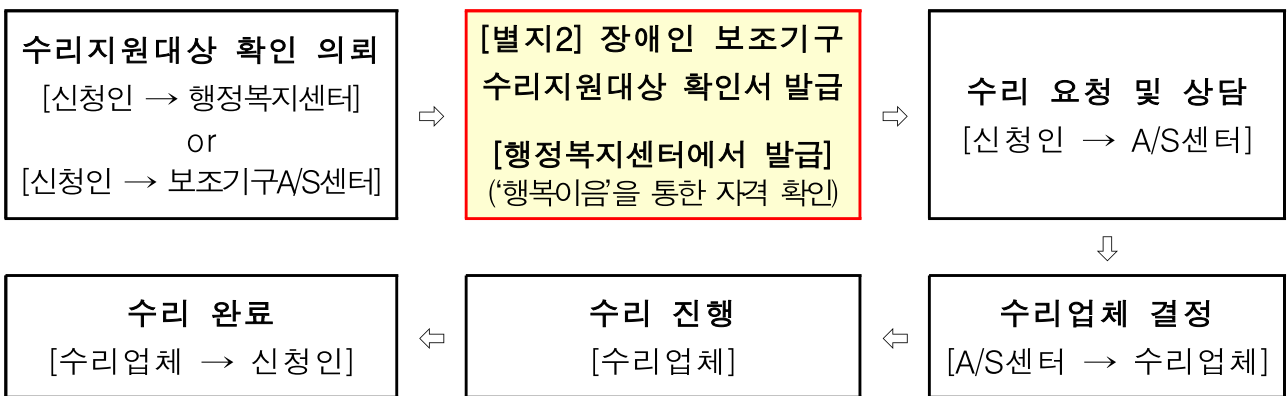 수리지원대상 확인 의뢰
[신청인 → 행정복지센터]
or
[신청인 → 보조기구A/S센터]
⇨
[별지2] 장애인 보조기구
수리지원대상 확인서 발급
[행정복지센터에서 발급]
(‘행복이음’을 통한 자격 확인)
⇨
수리 요청 및 상담
[신청인 → A/S센터]
⇩
수리업체 결정
[A/S센터 → 수리업체]
⇦
수리 진행
[수리업체]
⇦
수리 완료
[수리업체 → 신청인]